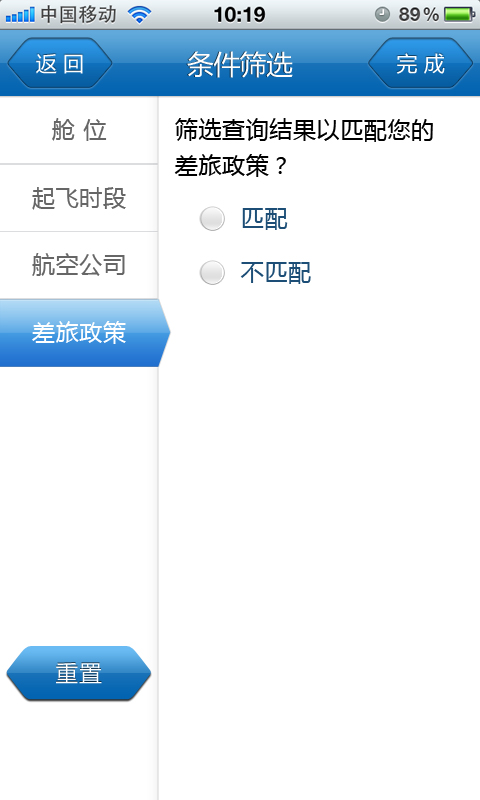 中国移动 10:19 89%
返回 条件筛选 完成
舱位
起飞时段
航空公司
差旅政策
重置
筛选查询结果以匹配您的
差旅政策？
匹配
不匹配